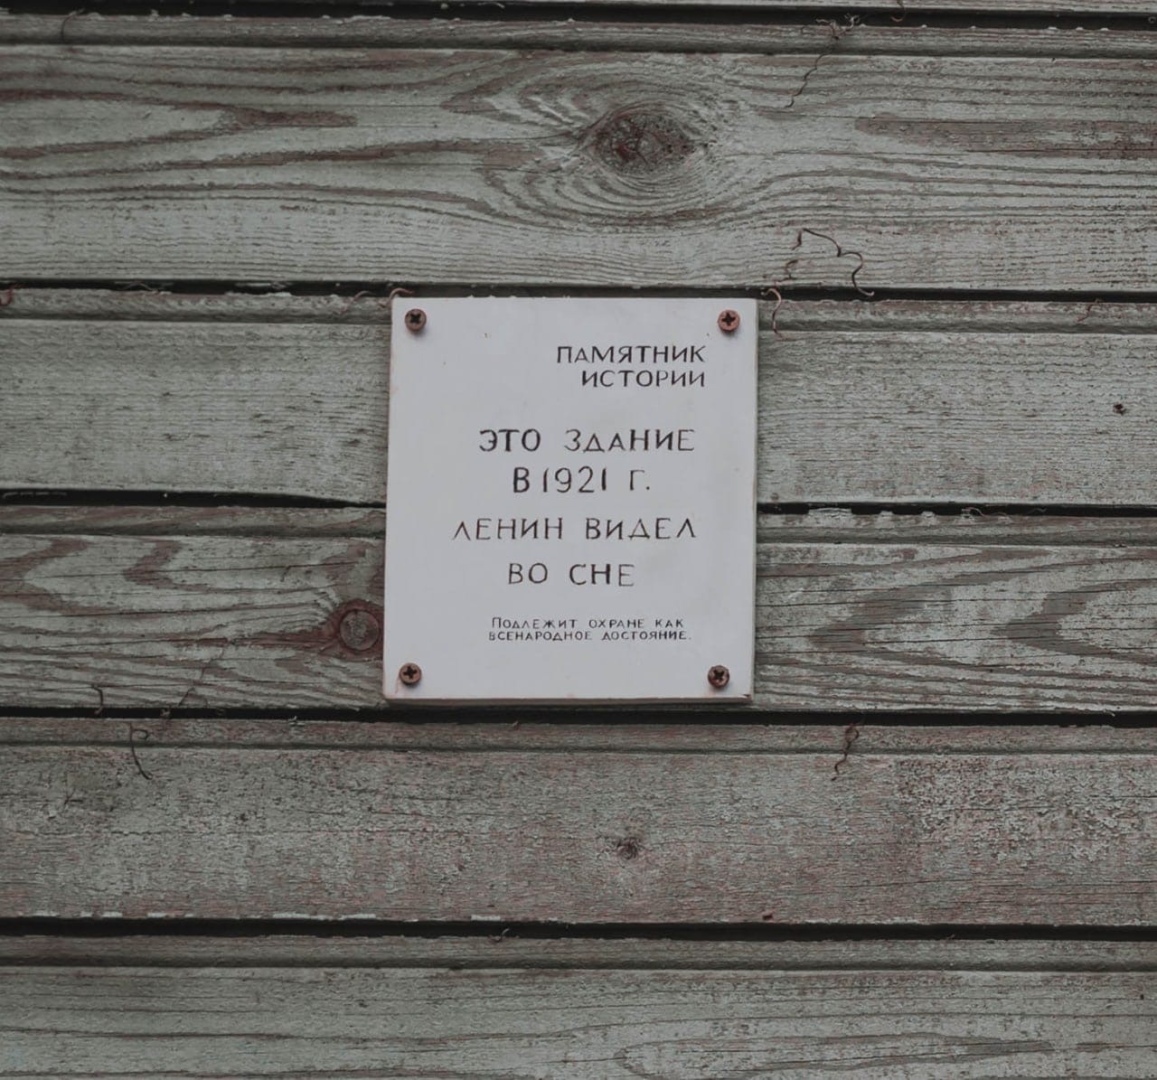 ПАМЯТНИК
ИСТОРИИ
ЭТО ЗДАНИЕ
В 1921 Г.
ЛЕНИН ВИДЕЛ
ВО СНЕ
Подлежит охране как
всенародное достояние.